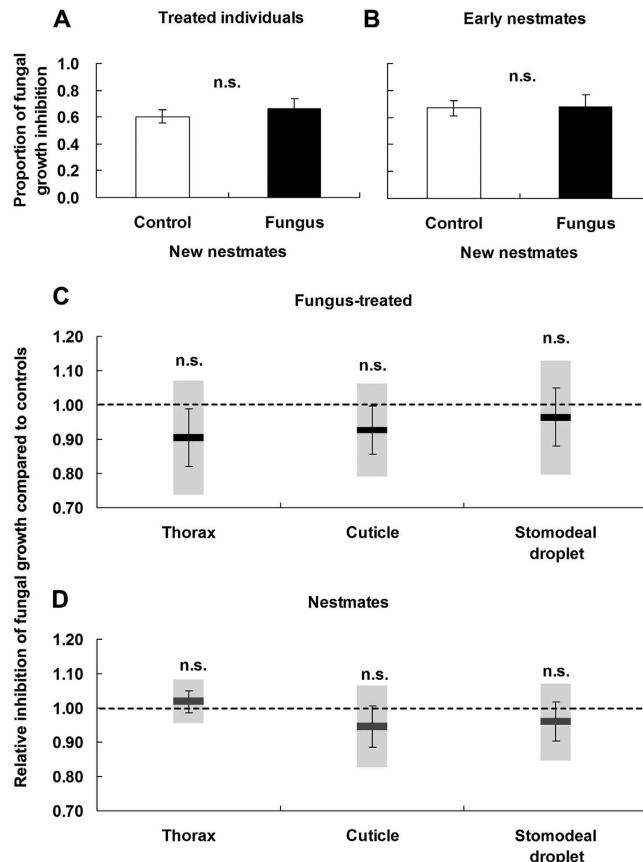 A
Treated individuals
B
Early nestmates
Proportion of fungal
growth inhibition
1.0
0.8
0.6
0.4
0.2
0.0
n.s.
n.s.
Control
Fungus
Control
Fungus
New nestmates
New nestmates
C
Fungus-treated
Relative inhibition of fungal growth compared to controls
1.20
1.10
1.00
0.90
0.80
0.70
n.s.
n.s.
n.s.
Thorax
Cuticle
Stomodeal
droplet
D
Nestmates
1.20
1.10
1.00
0.90
0.80
0.70
n.s.
n.s.
n.s.
Thorax
Cuticle
Stomodeal
droplet